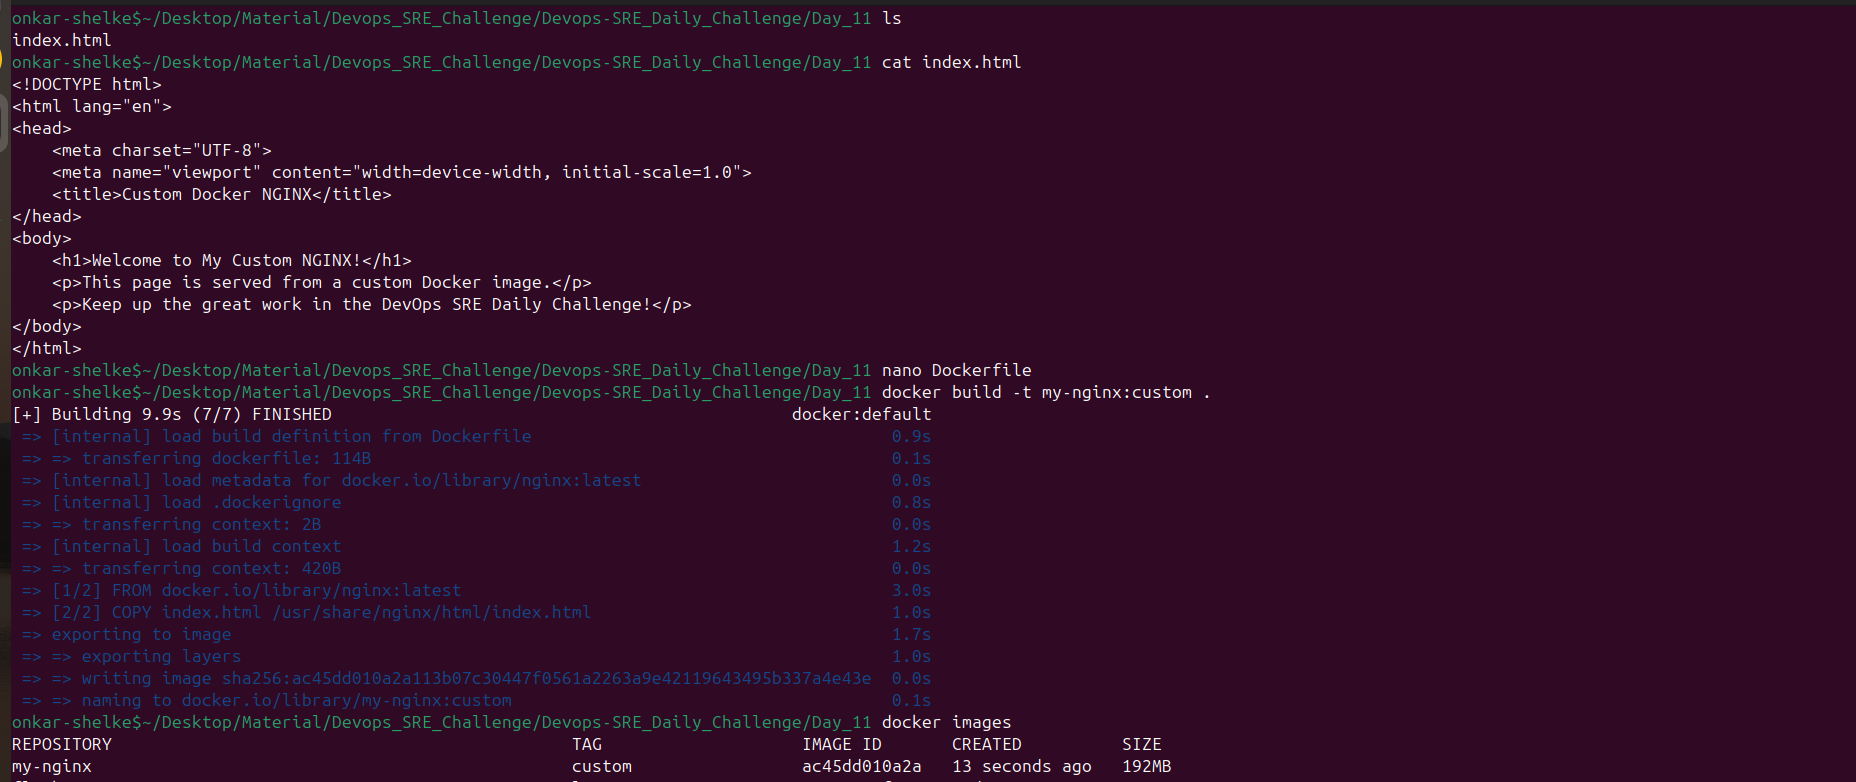 onkar-shelke$~/Desktop/Material/Devops_SRE_Challenge/Devops-SRE_Daily_Challenge/Day_11 ls
index.html
onkar-shelke$~/Desktop/Material/Devops_SRE_Challenge/Devops-SRE_Daily_Challenge/Day_11 cat index.html
<!DOCTYPE html>
<html lang="en">
<head>
    <meta charset="UTF-8">
    <meta name="viewport" content="width=device-width, initial-scale=1.0">
    <title>Custom Docker NGINX</title>
</head>
<body>
    <h1>Welcome to My Custom NGINX!</h1>
    <p>This page is served from a custom Docker image.</p>
    <p>Keep up the great work in the DevOps SRE Daily Challenge!</p>
</body>
</html>
onkar-shelke$~/Desktop/Material/Devops_SRE_Challenge/Devops-SRE_Daily_Challenge/Day_11 nano Dockerfile
onkar-shelke$~/Desktop/Material/Devops_SRE_Challenge/Devops-SRE_Daily_Challenge/Day_11 docker build -t my-nginx:custom .
[+] Building 9.9s (7/7) FINISHED docker:default
 => [internal] load build definition from Dockerfile 0.9s
 => => transferring dockerfile: 114B 0.1s
 => [internal] load metadata for docker.io/library/nginx:latest 0.0s
 => [internal] load .dockerignore 0.8s
 => => transferring context: 2B 0.0s
 => [internal] load build context 1.2s
 => => transferring context: 420B 0.0s
 => [1/2] FROM docker.io/library/nginx:latest 3.0s
 => [2/2] COPY index.html /usr/share/nginx/html/index.html 1.0s
 => exporting to image 1.7s
 => => exporting layers 1.0s
 => => writing image sha256:ac45dd010a2a113b07c30447f0561a2263a9e42119643495b337a4e43e 0.0s
 => => naming to docker.io/library/my-nginx:custom 0.1s
onkar-shelke$~/Desktop/Material/Devops_SRE_Challenge/Devops-SRE_Daily_Challenge/Day_11 docker images
REPOSITORY TAG IMAGE ID CREATED SIZE
my-nginx custom ac45dd010a2a 13 seconds ago 192MB